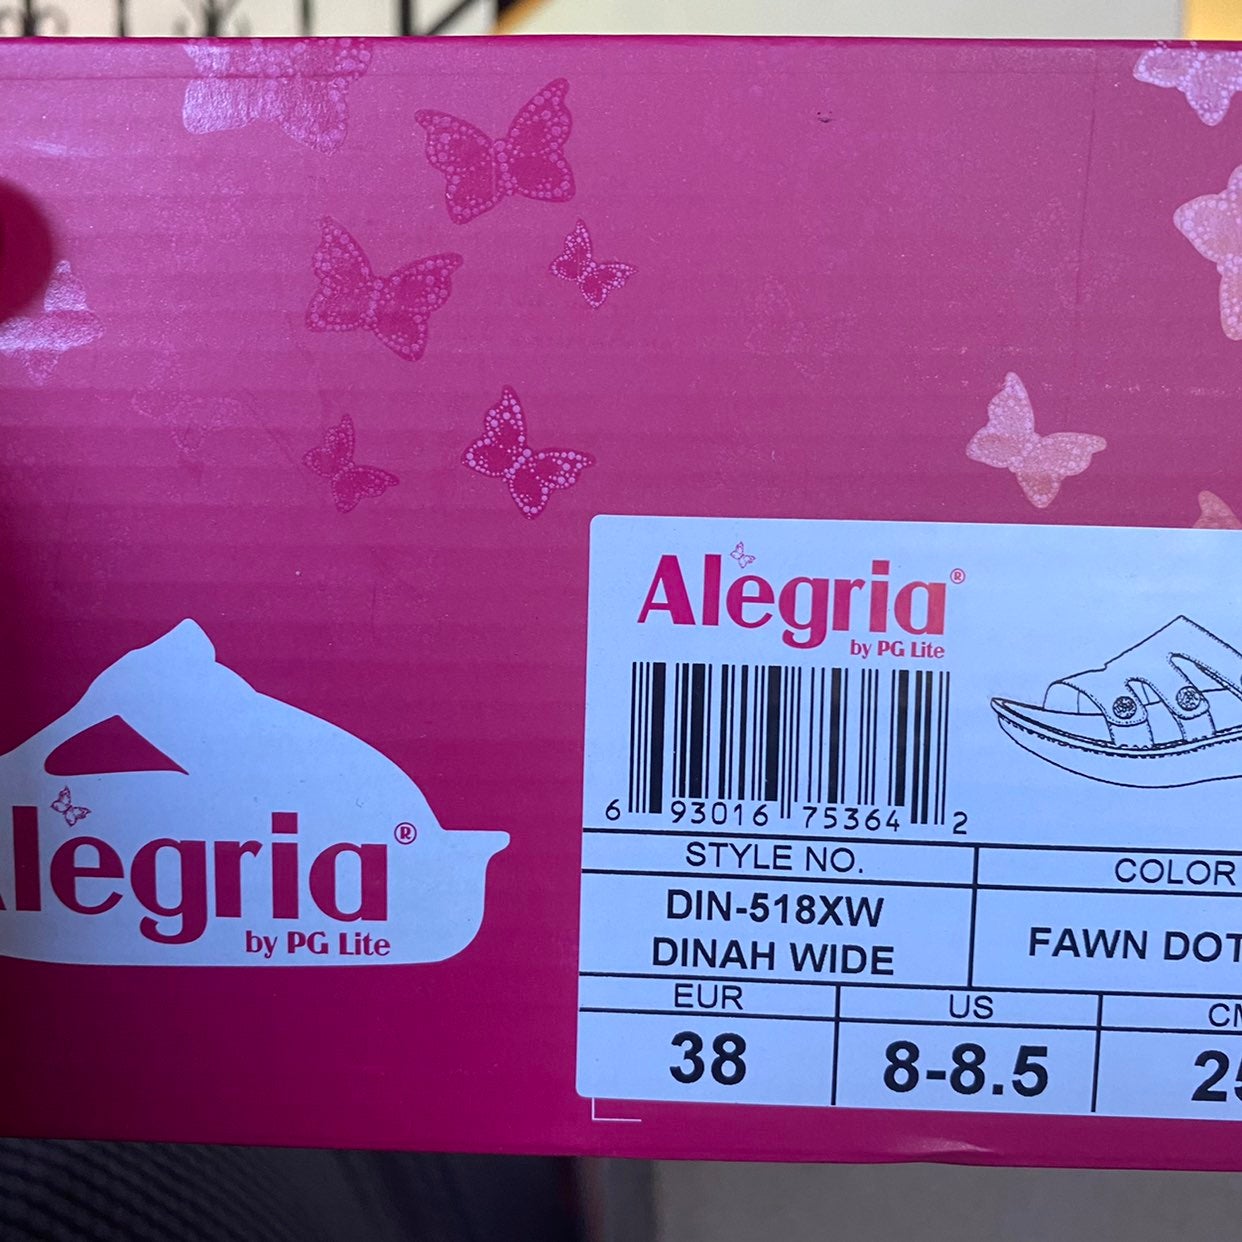 Alegria®
by PG Lite
6 93016 75364 2
STYLE NO.
COLOR
DIN-518XW
DINAH WIDE
FAWN DOT
EUR
US
38
8-8.5
legria®
by PG Lite